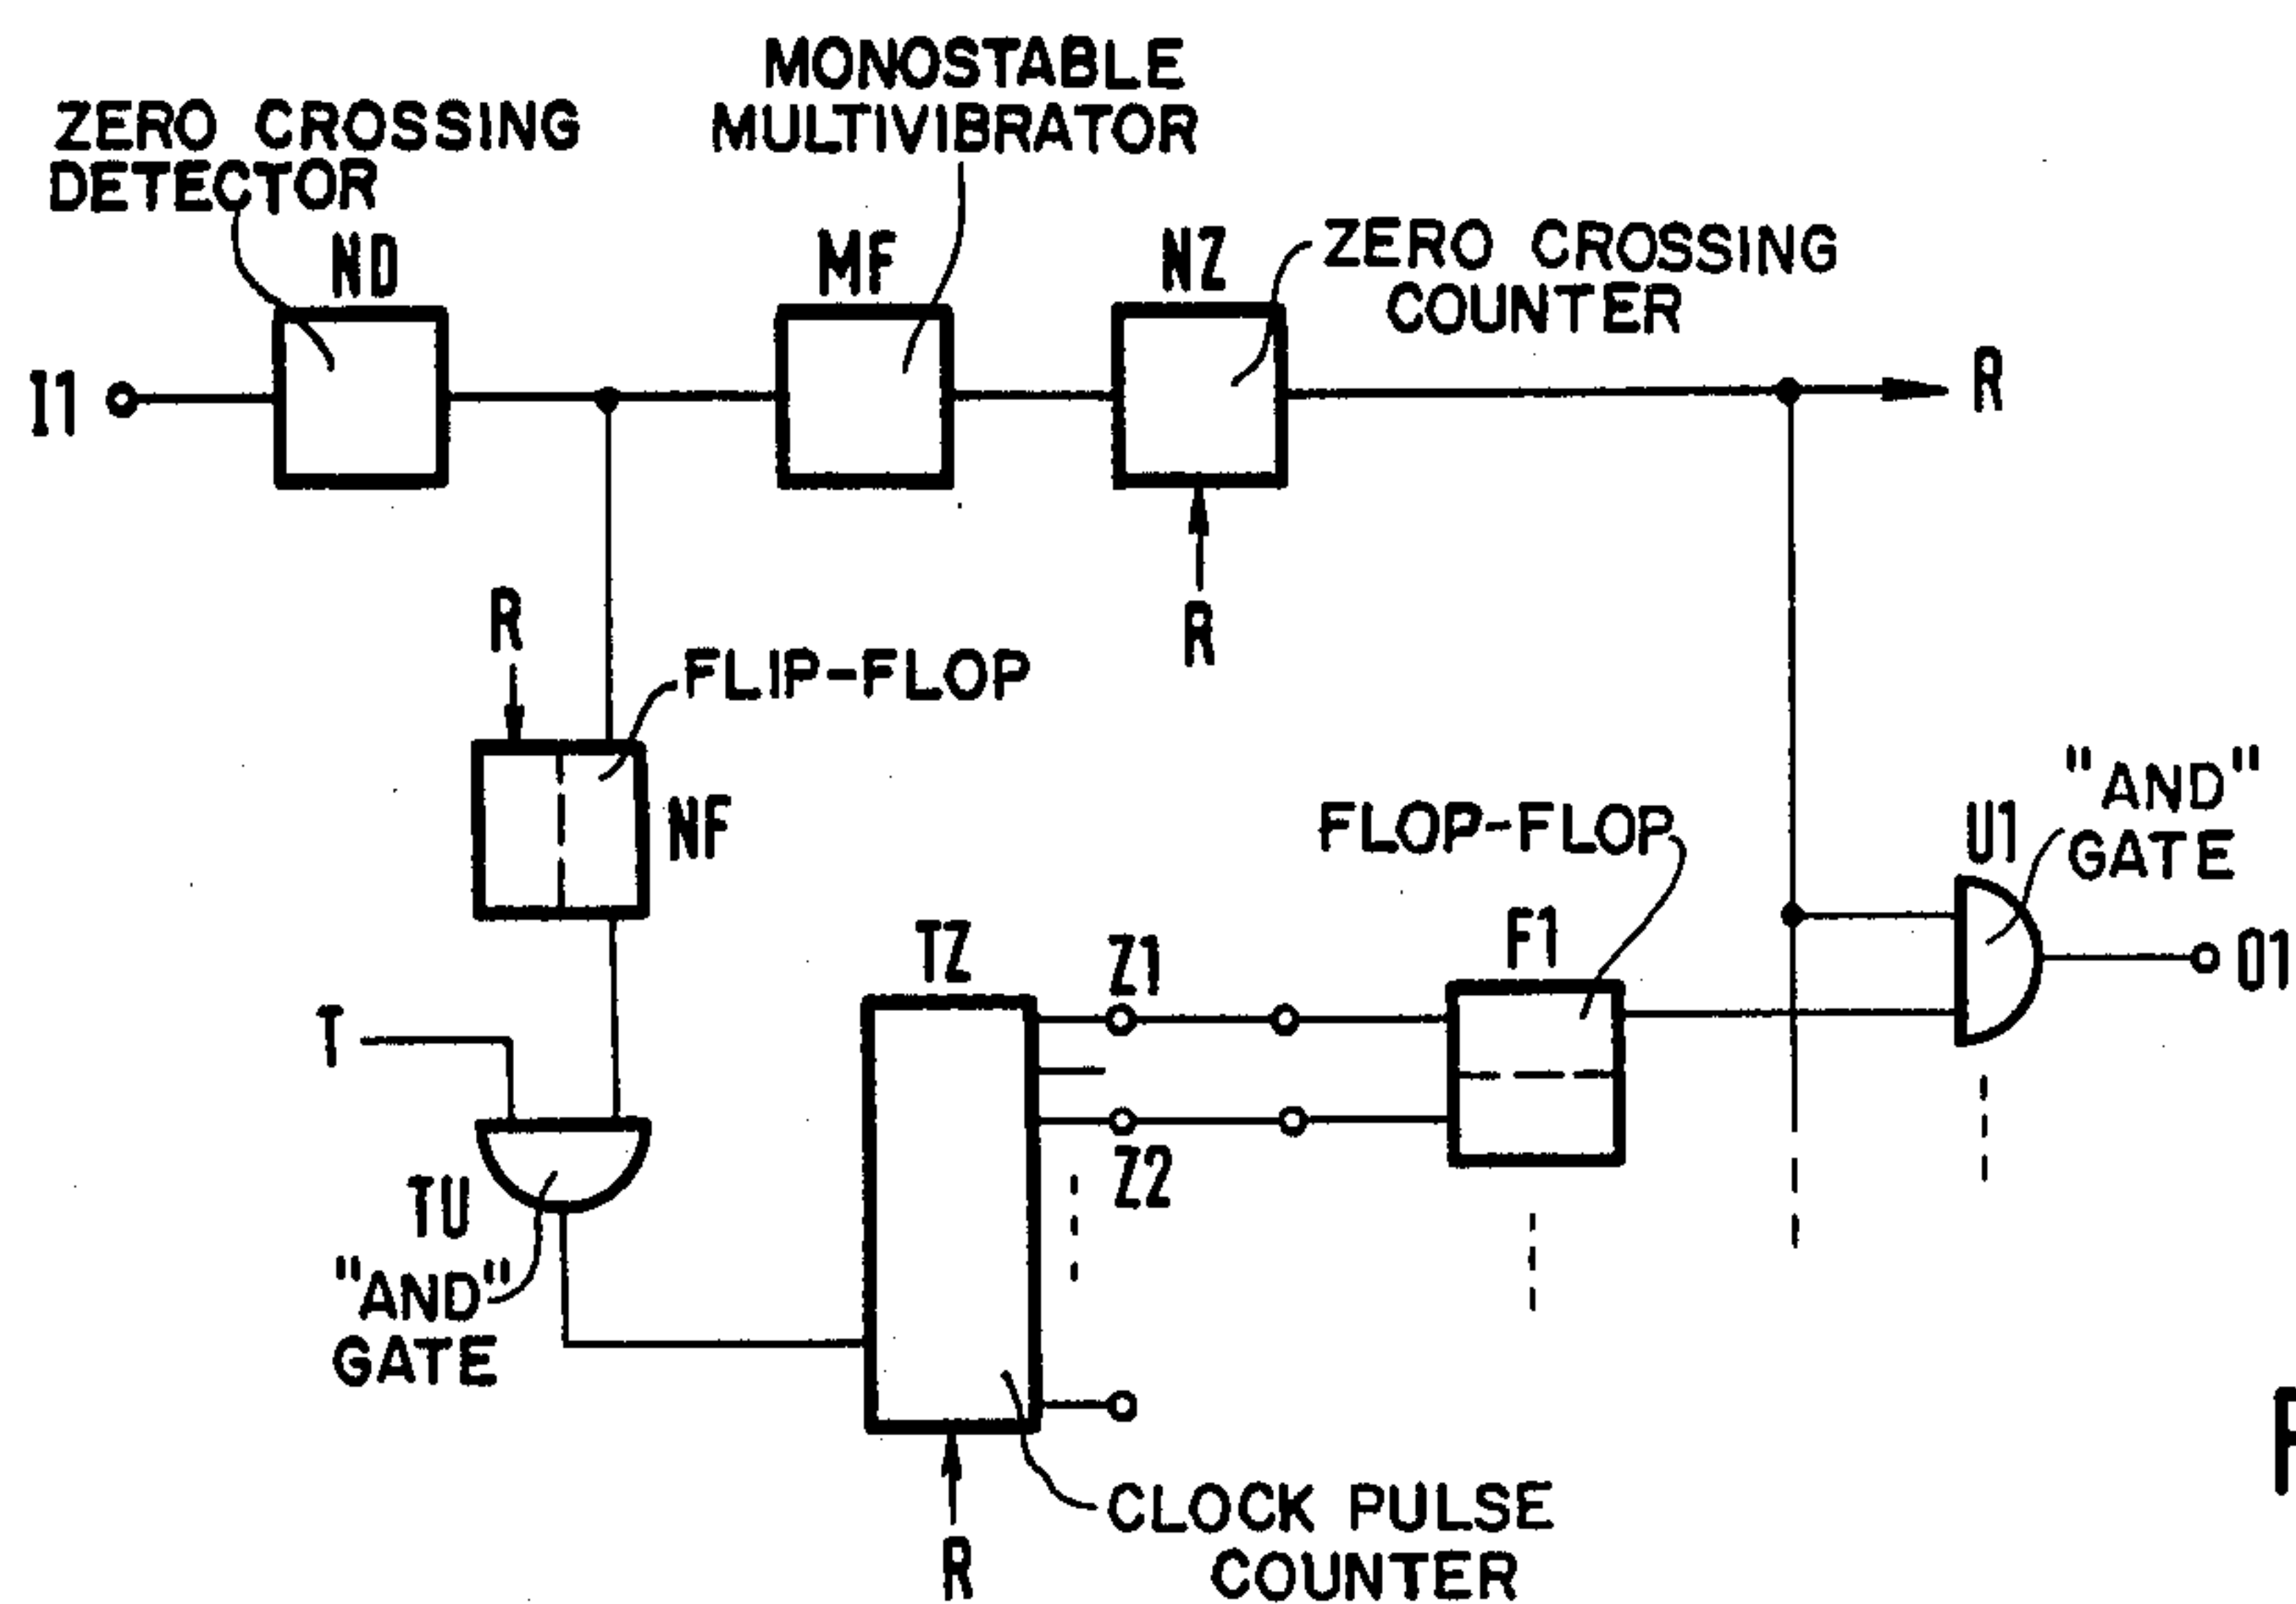 MONOSTABLE
MULTIVIBRATOR
ZERO CROSSING
DETECTOR
ND
MF
NZ
ZERO CROSSING
COUNTER
I1
R
R
R
FLIP-FLOP
NF
"AND"
GATE
U1
FLOP-FLOP
F1
TZ
Z1
O1
T
Z2
TU
"AND"
GATE
CLOCK PULSE
COUNTER
R